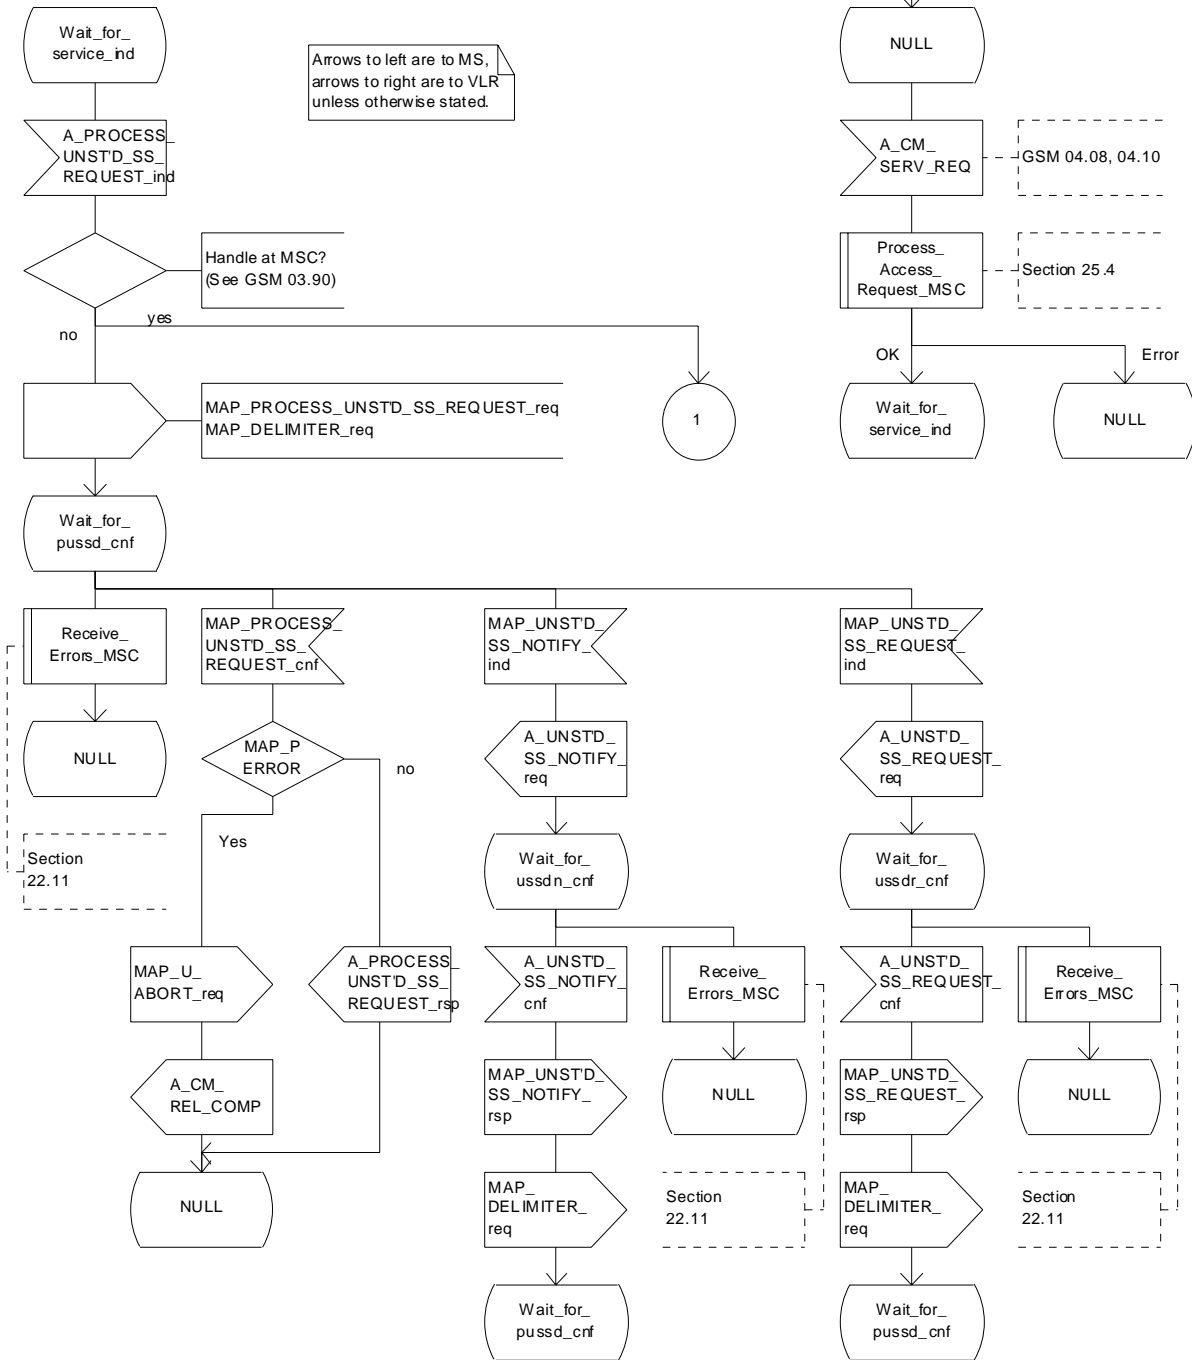 Wait_for_
service_ind
Arrows to left are to MS,
arrows to right are to VLR
unless otherwise stated.
NULL
A_PROCESS_
UNST'D_SS_
REQUEST_ind
A_CM_
SERV_REQ
GSM 04.08, 04.10
Handle at MSC?
(See GSM 03.90)
Process_
Access_
Request_MSC
Section 25.4
no
yes
OK
Error
MAP_PROCESS_UNST'D_SS_REQUEST_req
MAP_DELIMITER_req
1
Wait_for_
service_ind
NULL
Wait_for_
pussd_cnf
Receive_
Errors_MSC
MAP_PROCESS_
UNST'D_SS_
REQUEST_cnf
MAP_UNST'D_
SS_NOTIFY_
ind
MAP_UNST'D_
SS_REQUEST_
ind
NULL
MAP_P
ERROR
no
A_UNST'D_
SS_NOTIFY_
req
A_UNST'D_
SS_REQUEST_
req
Yes
Section
22.11
Wait_for_
ussdn_cnf
Wait_for_
ussdr_cnf
MAP_U_
ABORT_req
A_PROCESS_
UNST'D_SS_
REQUEST_rsp
A_UNST'D_
SS_NOTIFY_
cnf
Receive_
Errors_MSC
A_UNST'D_
SS_REQUEST_
cnf
Receive_
Errors_MSC
A_CM_
REL_COMP
MAP_UNST'D_
SS_NOTIFY_
rsp
NULL
MAP_UNST'D_
SS_REQUEST_
rsp
NULL
NULL
MAP_
DELIMITER_
req
Section
22.11
MAP_
DELIMITER_
req
Section
22.11
Wait_for_
pussd_cnf
Wait_for_
pussd_cnf